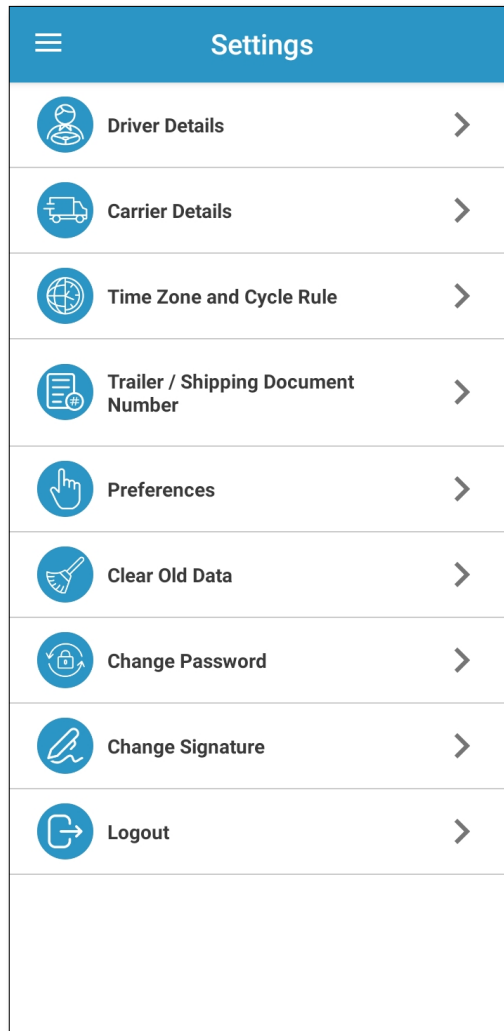 Settings
Driver Details
Carrier Details
Time Zone and Cycle Rule
Trailer / Shipping Document
Number
#
Preferences
Clear Old Data
Change Password
Change Signature
Logout